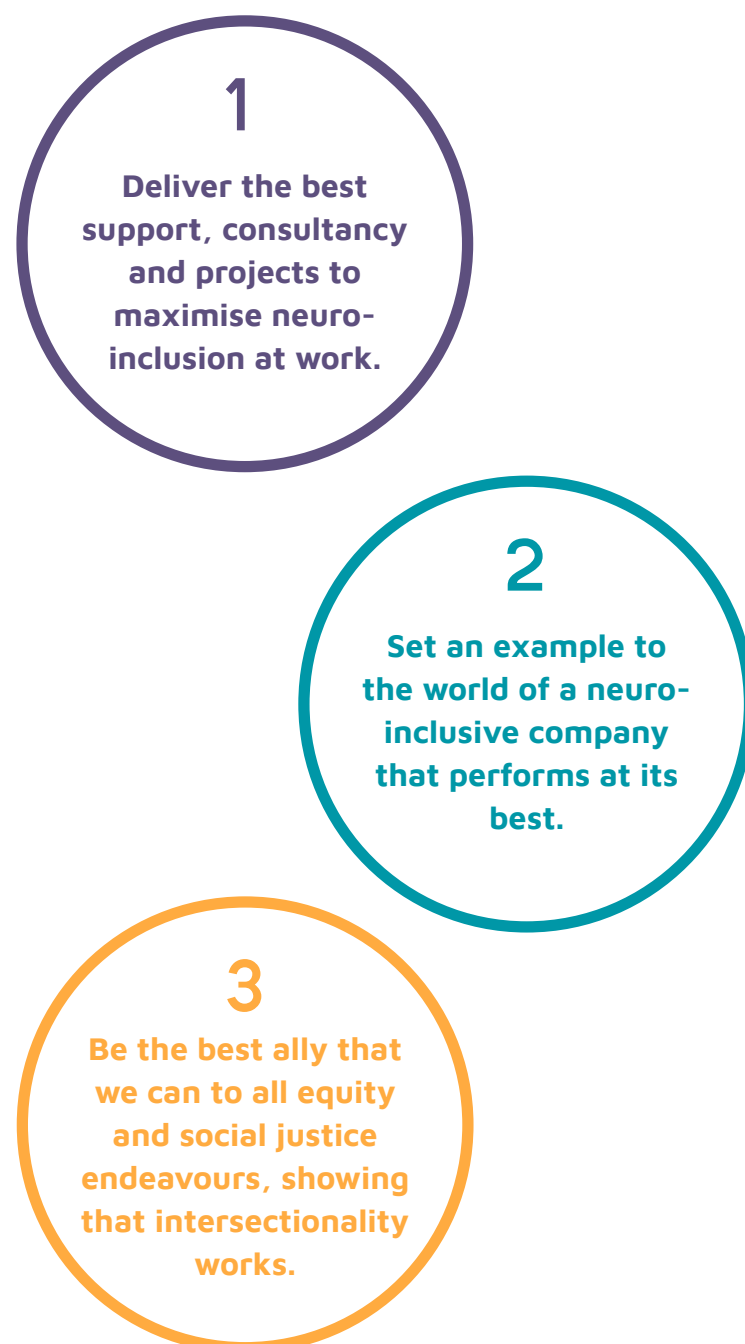 1
Deliver the best
support, consultancy
and projects to
maximise neuro-
inclusion at work.
2
Set an example to
the world of a neuro-
inclusive company
that performs at its
best.
3
Be the best ally that
we can to all equity
and social justice
endeavours, showing
that intersectionality
works.